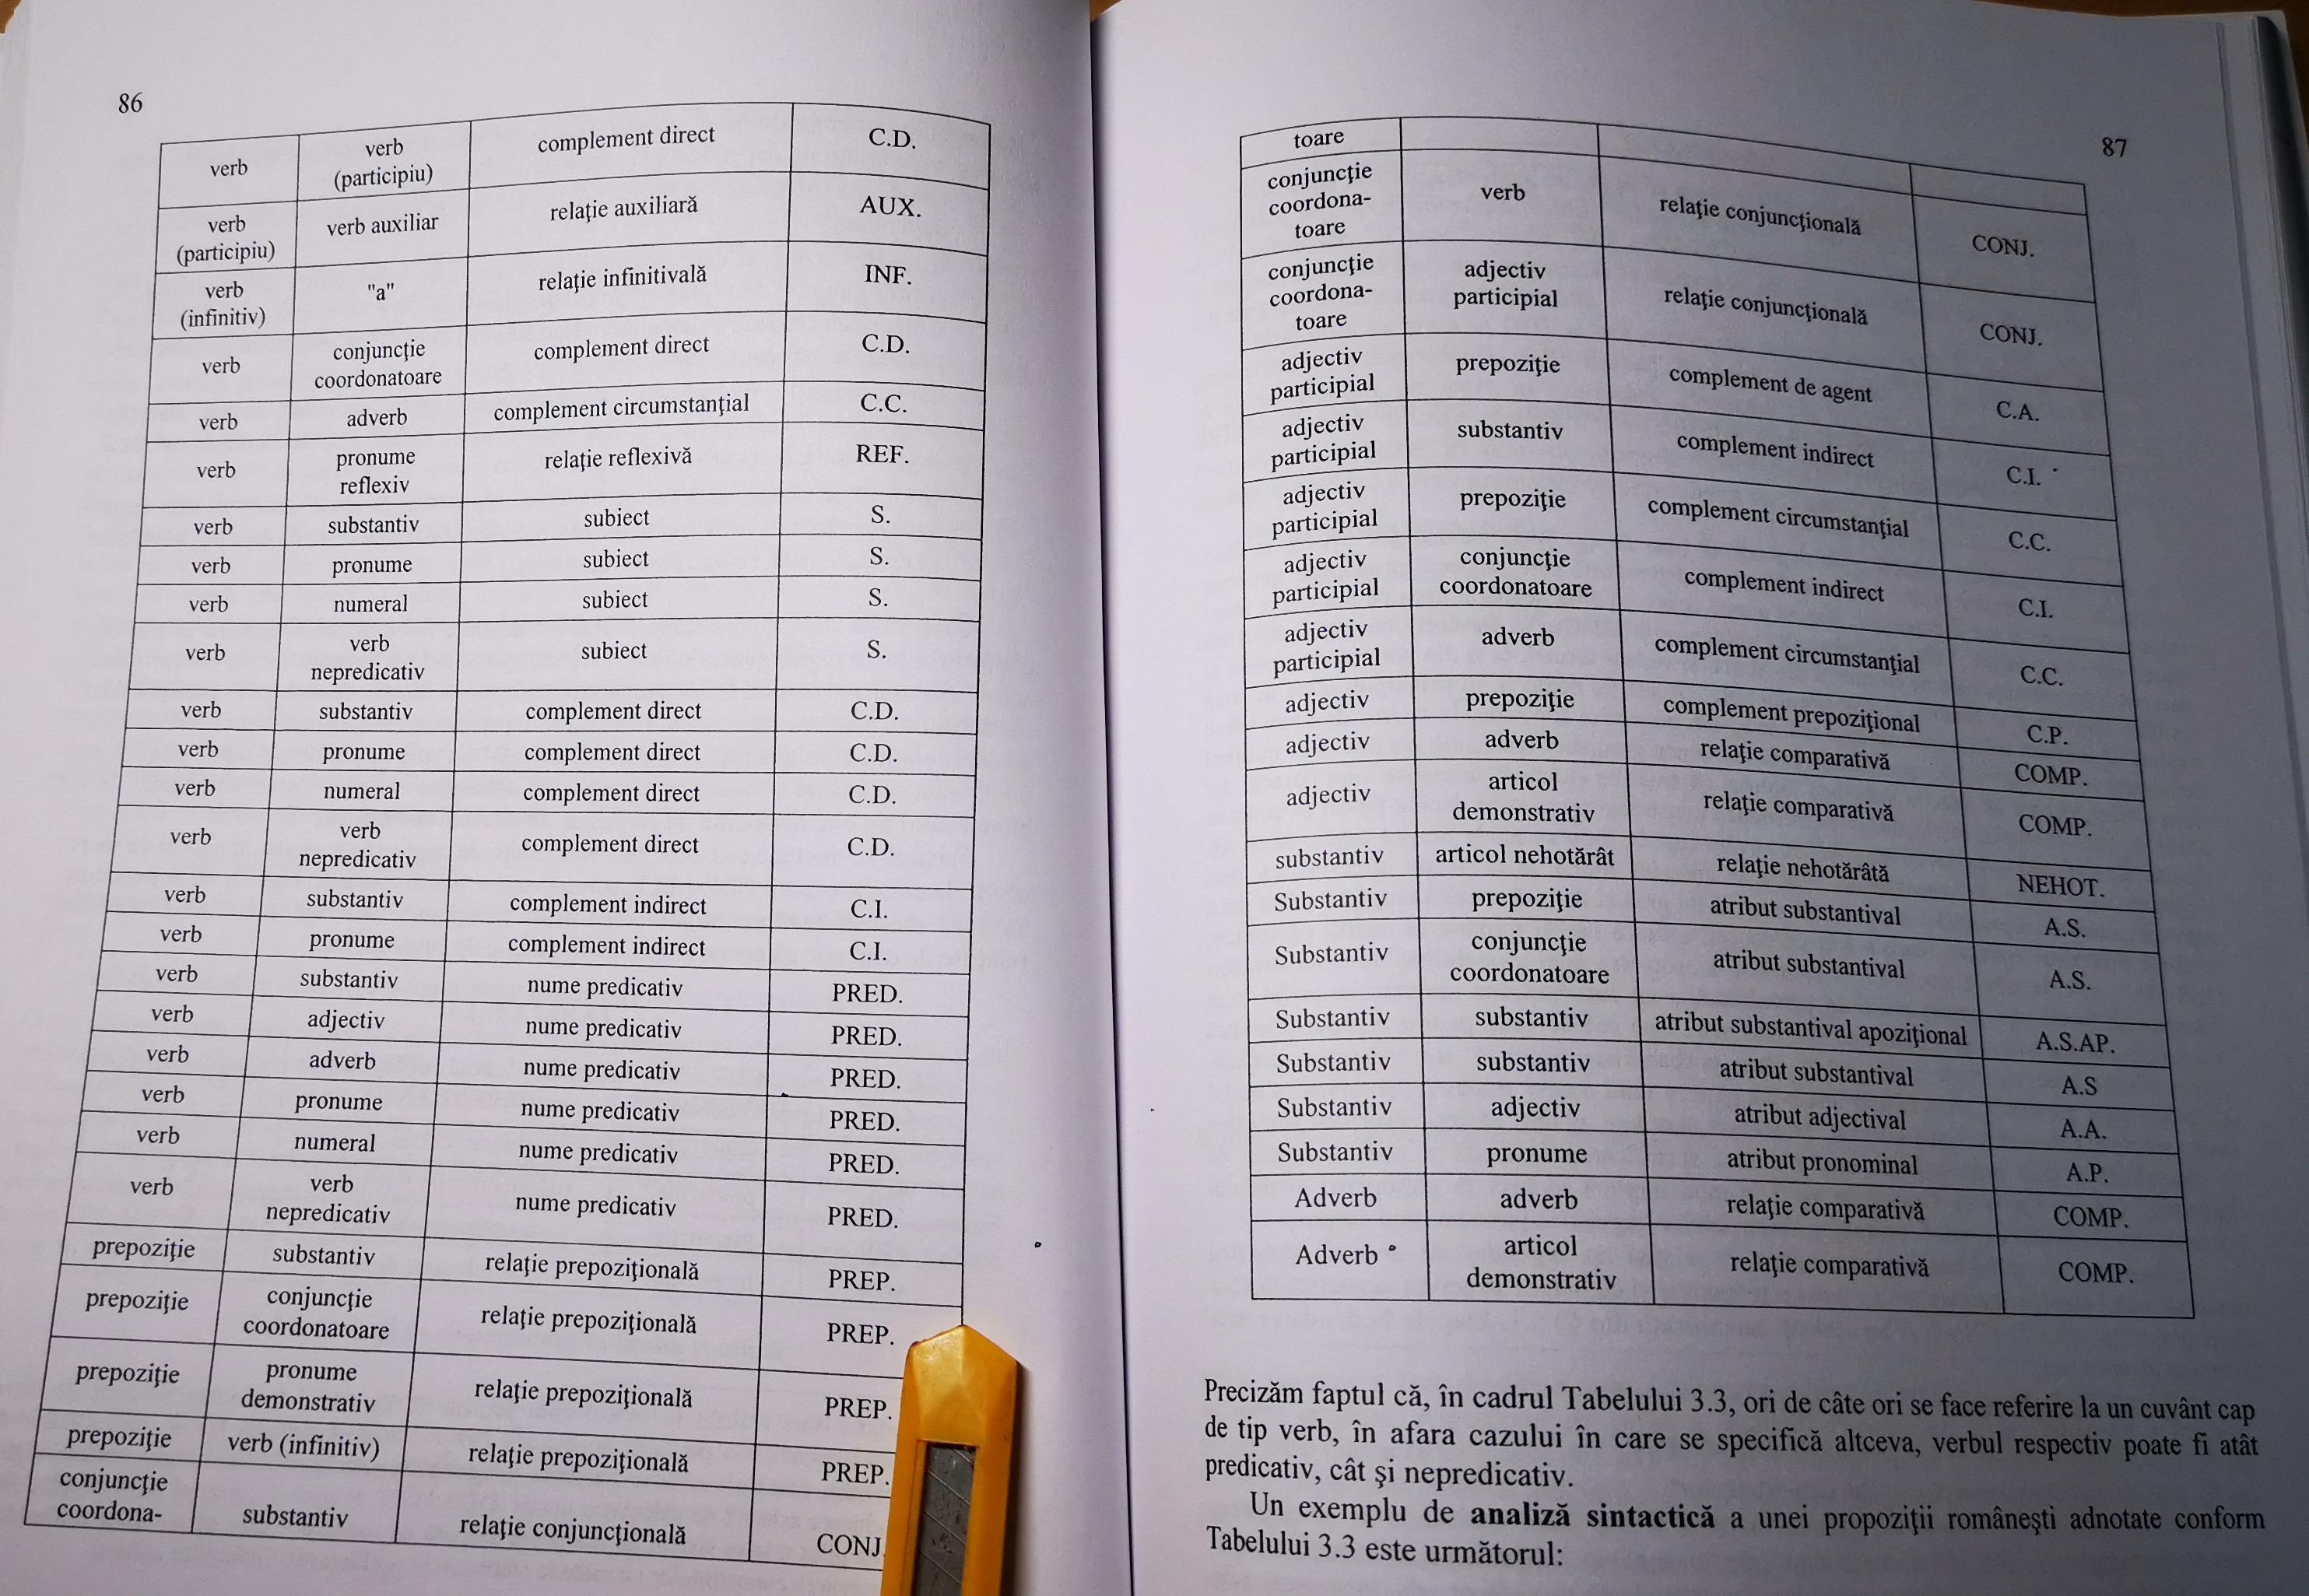 86
verb verb (participiu) complement direct C.D.
verb (participiu) verb auxiliar relaţie auxiliară AUX.
verb (infinitiv) "a" relaţie infinitivală INF.
verb conjuncţie coordonatoare complement direct C.D.
verb adverb complement circumstanţial C.C.
verb pronume reflexiv relaţie reflexivă REF.
verb substantiv subiect S.
verb pronume subiect S.
verb numeral subiect S.
verb verb nepredicativ subiect S.
verb substantiv complement direct C.D.
verb pronume complement direct C.D.
verb numeral complement direct C.D.
verb verb nepredicativ complement direct C.D.
verb substantiv complement indirect C.I.
verb pronume complement indirect C.I.
verb substantiv nume predicativ PRED.
verb adjectiv nume predicativ PRED.
verb adverb nume predicativ PRED.
verb pronume nume predicativ PRED.
verb numeral nume predicativ PRED.
verb verb nepredicativ nume predicativ PRED.
prepoziţie substantiv relaţie prepoziţională PREP.
prepoziţie conjuncţie coordonatoare relaţie prepoziţională PREP.
prepoziţie pronume demonstrativ relaţie prepoziţională PREP.
prepoziţie verb (infinitiv) relaţie prepoziţională PREP.
conjuncţie coordona- substantiv relaţie conjuncţională CONJ.
87
toare
conjuncţie coordona- toare verb relaţie conjuncţională CONJ.
conjuncţie coordona- toare adjectiv participial relaţie conjuncţională CONJ.
adjectiv participial prepoziţie complement de agent C.A.
adjectiv participial substantiv complement indirect C.I.
adjectiv participial prepoziţie complement circumstanţial C.C.
adjectiv participial conjuncţie coordonatoare complement indirect C.I.
adjectiv participial adverb complement circumstanţial C.C.
adjectiv prepoziţie complement prepoziţional C.P.
adjectiv adverb relaţie comparativă COMP.
adjectiv articol demonstrativ relaţie comparativă COMP.
substantiv articol nehotărât relaţie nehotărâtă NEHOT.
Substantiv prepoziţie atribut substantival A.S.
Substantiv conjuncţie coordonatoare atribut substantival A.S.
Substantiv substantiv atribut substantival apoziţional A.S.AP.
Substantiv substantiv atribut substantival A.S
Substantiv adjectiv atribut adjectival A.A.
Substantiv pronume atribut pronominal A.P.
Adverb adverb relaţie comparativă COMP.
Adverb articol demonstrativ relaţie comparativă COMP.
Precizăm faptul că, în cadrul Tabelului 3.3, ori de câte ori se face referire la un cuvânt cap
de tip verb, în afara cazului în care se specifică altceva, verbul respectiv poate fi atât
predicativ, cât şi nepredicativ.
Un exemplu de analiză sintactică a unei propoziţii româneşti adnotate conform
Tabelului 3.3 este următorul: